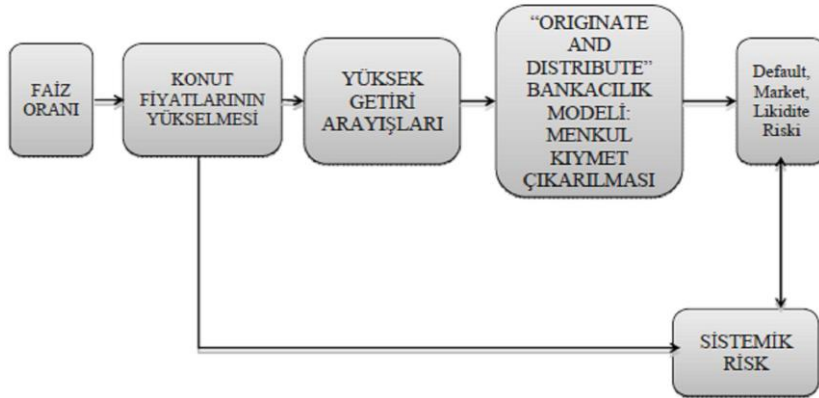 FAİZ
ORANI
KONUT
FİYATLARININ
YÜKSELMESİ
YÜKSEK
GETİRİ
ARAYIŞLARI
“ORIGINATE
AND
DISTRIBUTE”
BANKACILIK
MODELİ:
MENKUL
KIYMET
ÇIKARILMASI
Default,
Market,
Likidite
Riski
SİSTEMİK
RİSK